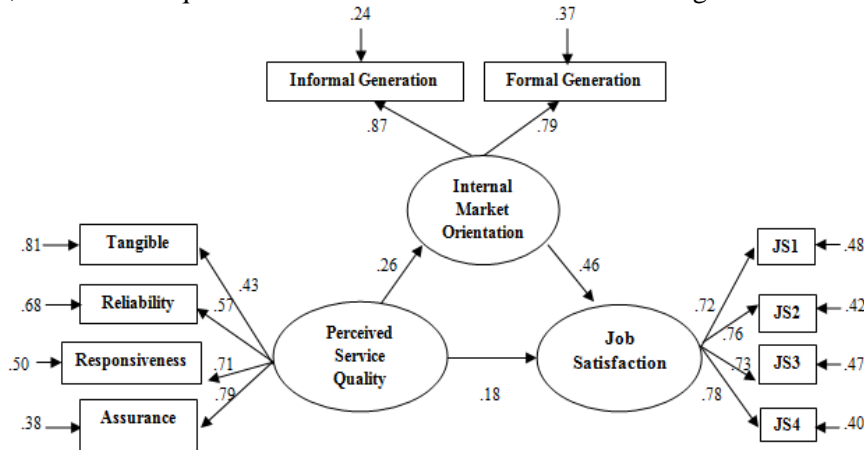 .24
.37
Informal Generation
Formal Generation
.87
.79
Internal
Market
Orientation
.81
Tangible
JS1
.48
.26
.46
.43
.72
.68
Reliability
.57
JS2
.42
Perceived
Service
Quality
Job
Satisfaction
.76
.50
Responsiveness
.71
.73
JS3
.47
.79
.18
.78
.38
Assurance
JS4
.40